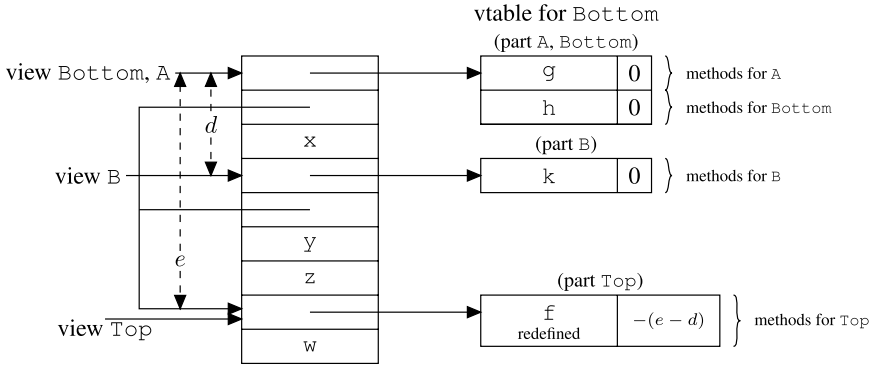 vtable for Bottom
(part A, Bottom)
view Bottom, A
g 0 methods for A
h 0 methods for Bottom
d
x
(part B)
view B
k 0 methods for B
y
e
z
(part Top)
view Top
f
redefined
−(e − d)
methods for Top
w